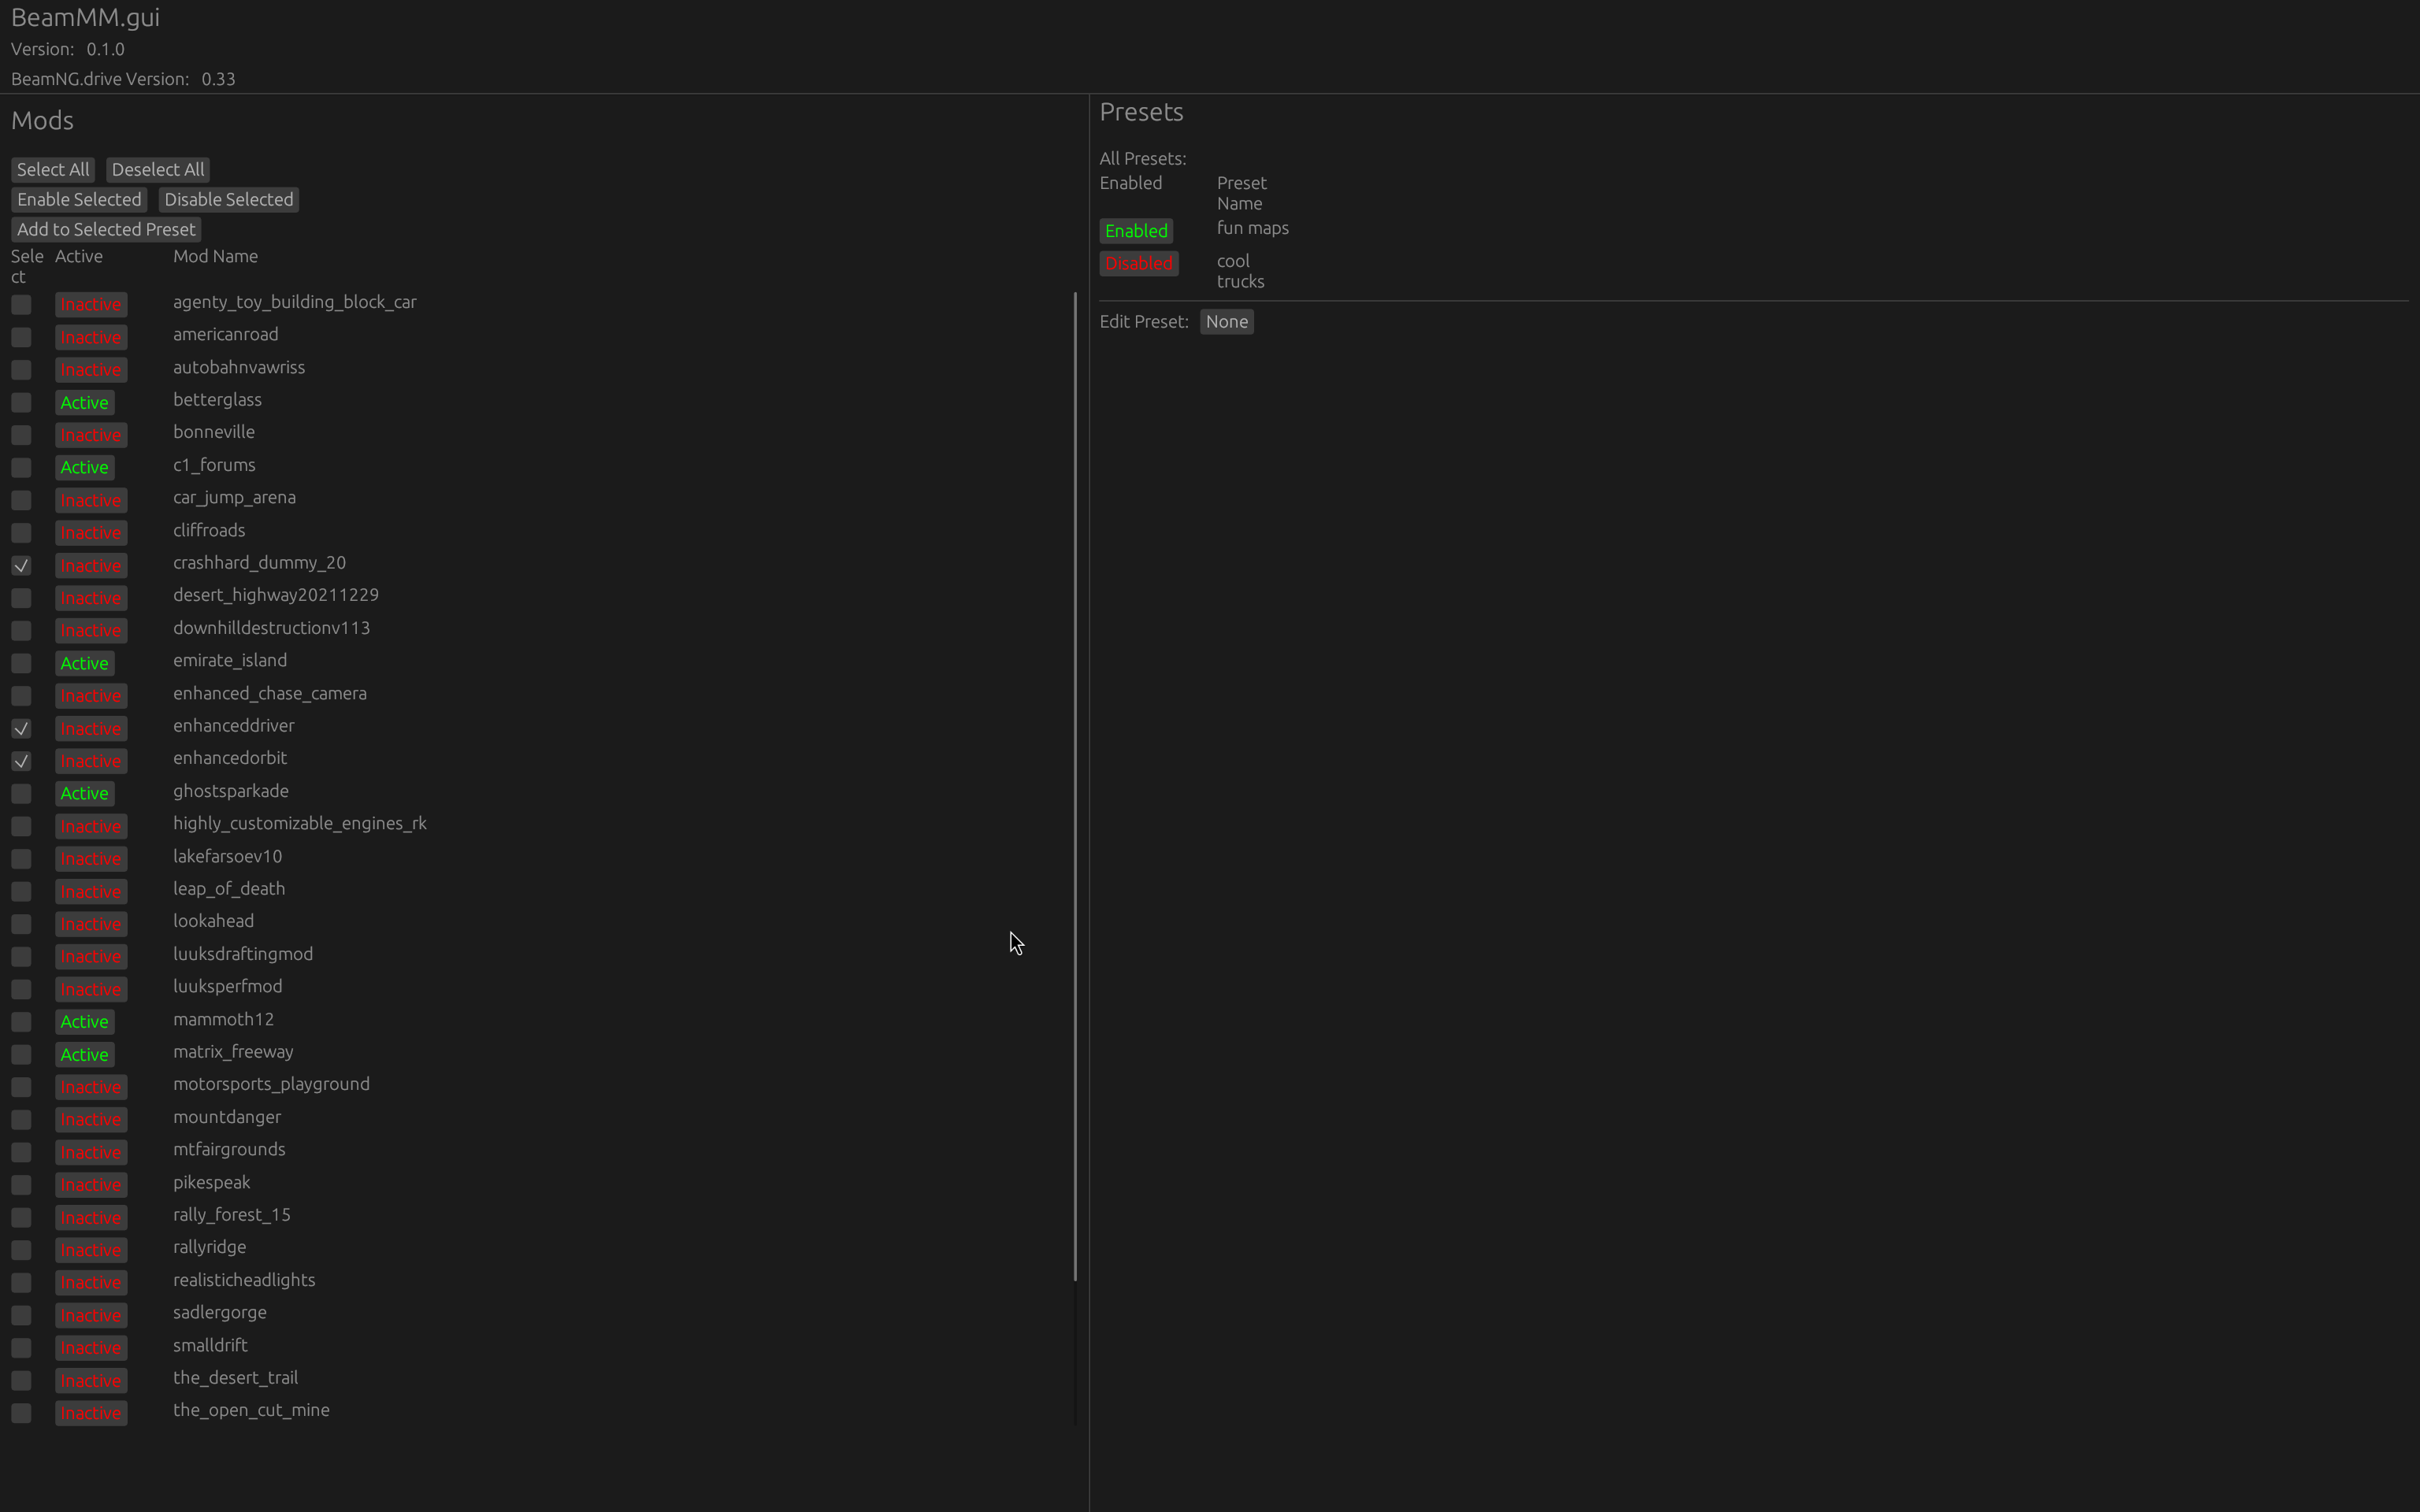 BeamMM.gui
Version: 0.1.0
BeamNG.drive Version: 0.33
Mods
Select All Deselect All
Enable Selected Disable Selected
Add to Selected Preset
Sele
ct
Active Mod Name
Inactive agenty_toy_building_block_car
Inactive americanroad
Inactive autobahnvawriss
Active betterglass
Inactive bonneville
Active c1_forums
Inactive car_jump_arena
Inactive cliffroads
Inactive crashhard_dummy_20
Inactive desert_highway20211229
Inactive downhilldestructionv113
Active emirate_island
Inactive enhanced_chase_camera
Inactive enhanceddriver
Inactive enhancedorbit
Active ghostsparkade
Inactive highly_customizable_engines_rk
Inactive lakefarsoev10
Inactive leap_of_death
Inactive lookahead
Inactive luuksdraftingmod
Inactive luuksperfmod
Active mammoth12
Active matrix_freeway
Inactive motorsports_playground
Inactive mountdanger
Inactive mtfairgrounds
Inactive pikespeak
Inactive rally_forest_15
Inactive rallyridge
Inactive realisticheadlights
Inactive sadlergorge
Inactive smalldrift
Inactive the_desert_trail
Inactive the_open_cut_mine
Presets
All Presets:
Enabled Preset
Name
Enabled fun maps
Disabled cool
trucks
Edit Preset: None